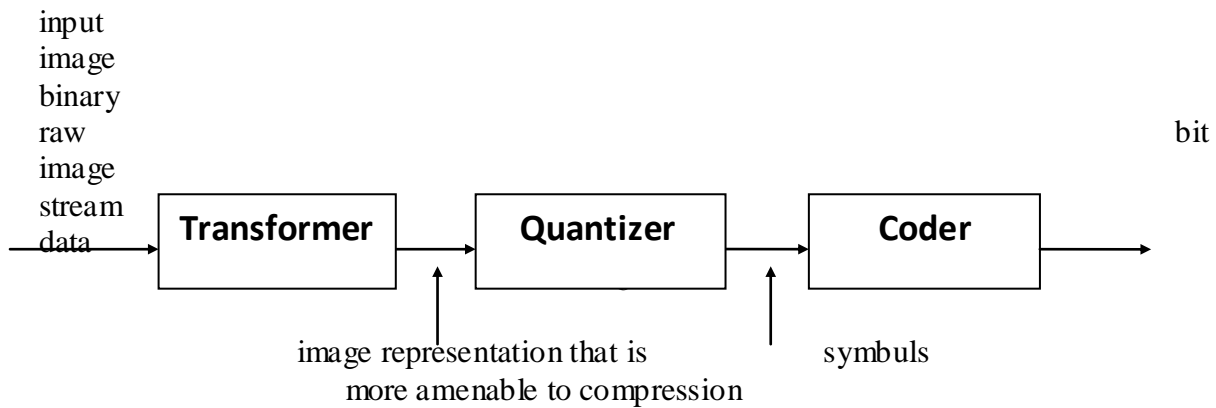 input
image
binary
raw
bit
image
stream
data
Transformer
Quantizer
Coder
image representation that is
symbuls
more amenable to compression